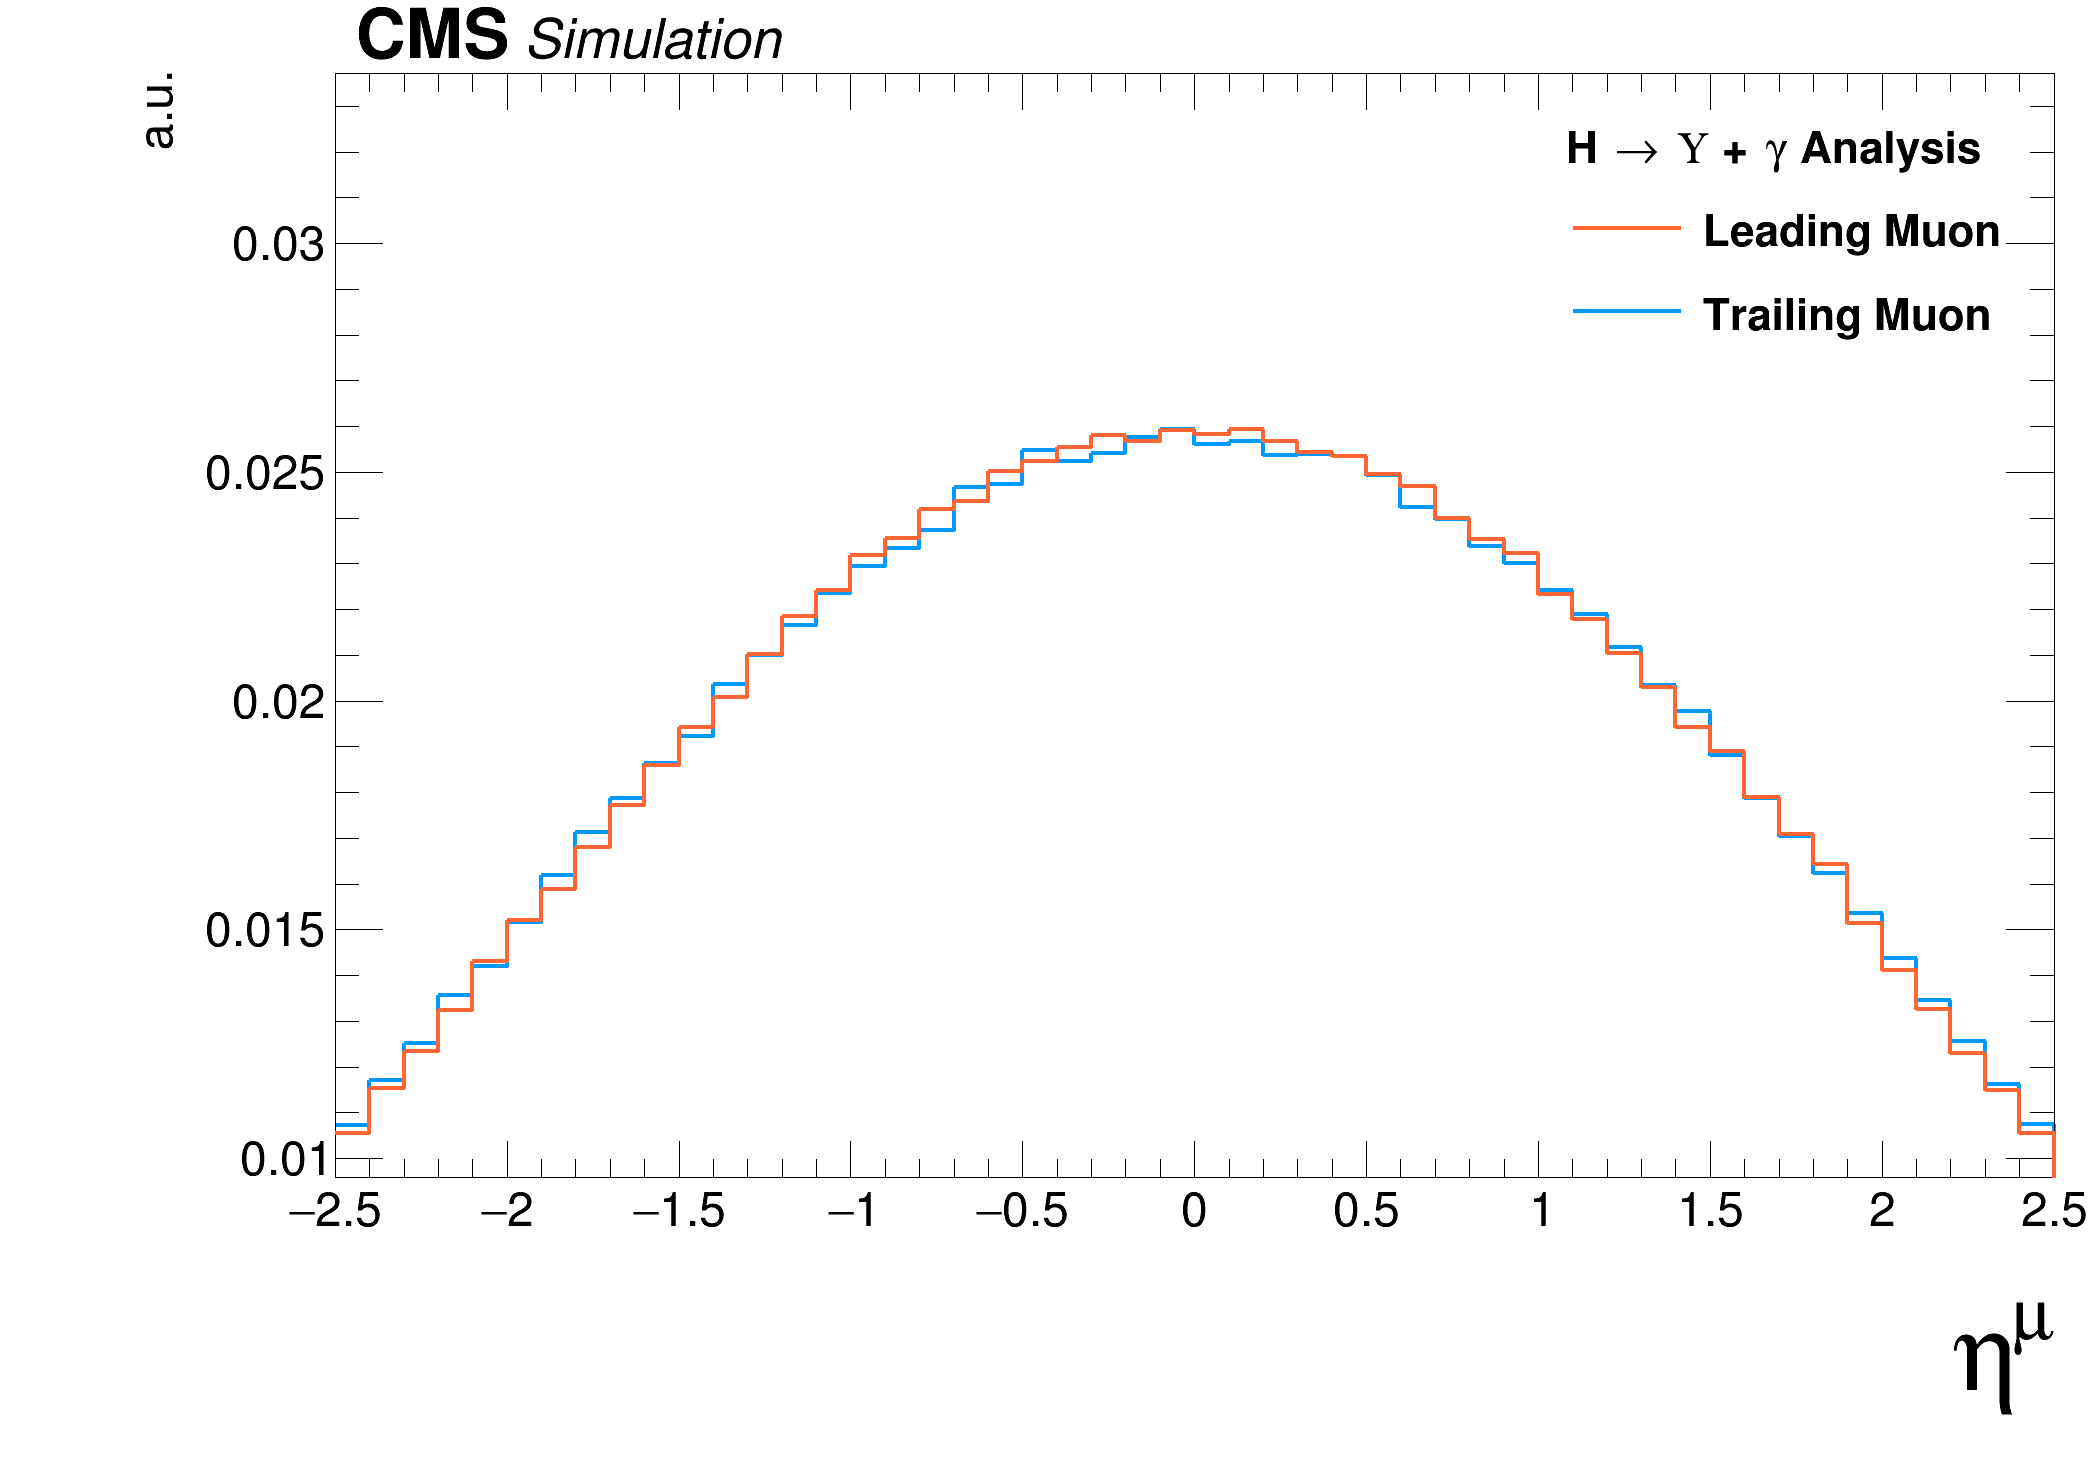 CMS Simulation
a.u.
H → Υ + γ Analysis
Leading Muon
Trailing Muon
0.03
0.025
0.02
0.015
0.01
−2.5 −2 −1.5 −1 −0.5 0 0.5 1 1.5 2 2.5
η^μ